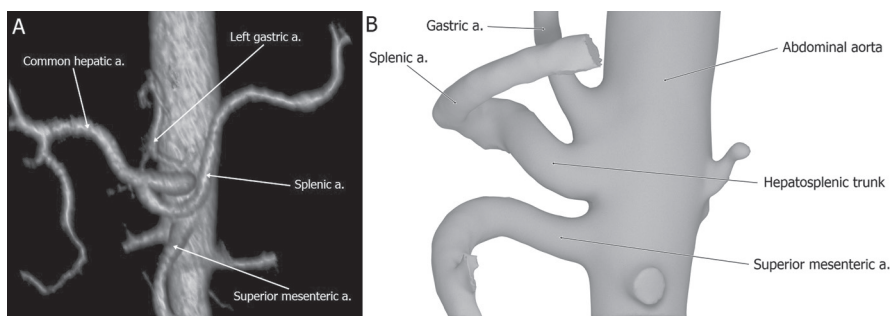 A
Left gastric a.
Common hepatic a.
Splenic a.
Superior mesenteric a.
B
Gastric a.
Splenic a.
Abdominal aorta
Hepatosplenic trunk
Superior mesenteric a.